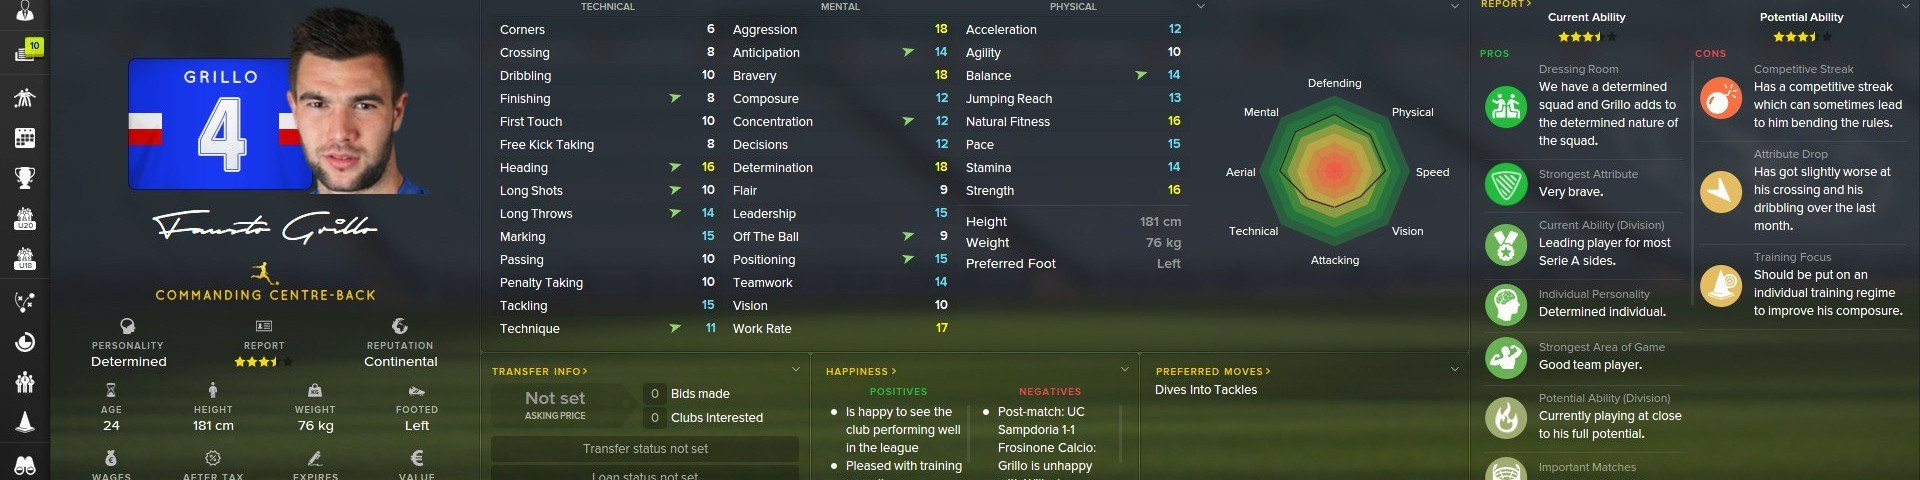 10
U20
U18
GRILLO
4
Fausto Grillo
COMMANDING CENTRE-BACK
PERSONALITY
Determined
REPORT
REPUTATION
Continental
AGE
24
HEIGHT
181 cm
WEIGHT
76 kg
FOOTED
Left
WAGES
AFTER TAX
EXPIRES
VALUE
TECHNICAL
Corners 6
Crossing 8
Dribbling 10
Finishing 8
First Touch 10
Free Kick Taking 8
Heading 16
Long Shots 10
Long Throws 14
Marking 15
Passing 10
Penalty Taking 10
Tackling 15
Technique 11
MENTAL
Aggression 18
Anticipation 14
Bravery 18
Composure 12
Concentration 12
Decisions 12
Determination 18
Flair 9
Leadership 15
Off The Ball 9
Positioning 15
Teamwork 14
Vision 10
Work Rate 17
PHYSICAL
Acceleration 12
Agility 10
Balance 14
Jumping Reach 13
Natural Fitness 16
Pace 15
Stamina 14
Strength 16
Height 181 cm
Weight 76 kg
Preferred Foot Left
Defending
Physical
Speed
Vision
Attacking
Technical
Aerial
Mental
TRANSFER INFO>
Not set
ASKING PRICE
0 Bids made
0 Clubs Interested
Transfer status not set
Loan status not set
HAPPINESS>
POSITIVES
Is happy to see the
club performing well
in the league
Pleased with training
NEGATIVES
Post-match: UC
Sampdoria 1-1
Frosinone Calcio:
Grillo is unhappy
PREFERRED MOVES>
Dives Into Tackles
REPORT>
Current Ability
Potential Ability
PROS
Dressing Room
We have a determined
squad and Grillo adds to
the determined nature of
the squad.
Strongest Attribute
Very brave.
Current Ability (Division)
Leading player for most
Serie A sides.
Individual Personality
Determined individual.
Strongest Area of Game
Good team player.
Potential Ability (Division)
Currently playing at close
to his full potential.
Important Matches
CONS
Competitive Streak
Has a competitive streak
which can sometimes lead
to him bending the rules.
Attribute Drop
Has got slightly worse at
his crossing and his
dribbling over the last
month.
Training Focus
Should be put on an
individual training regime
to improve his composure.